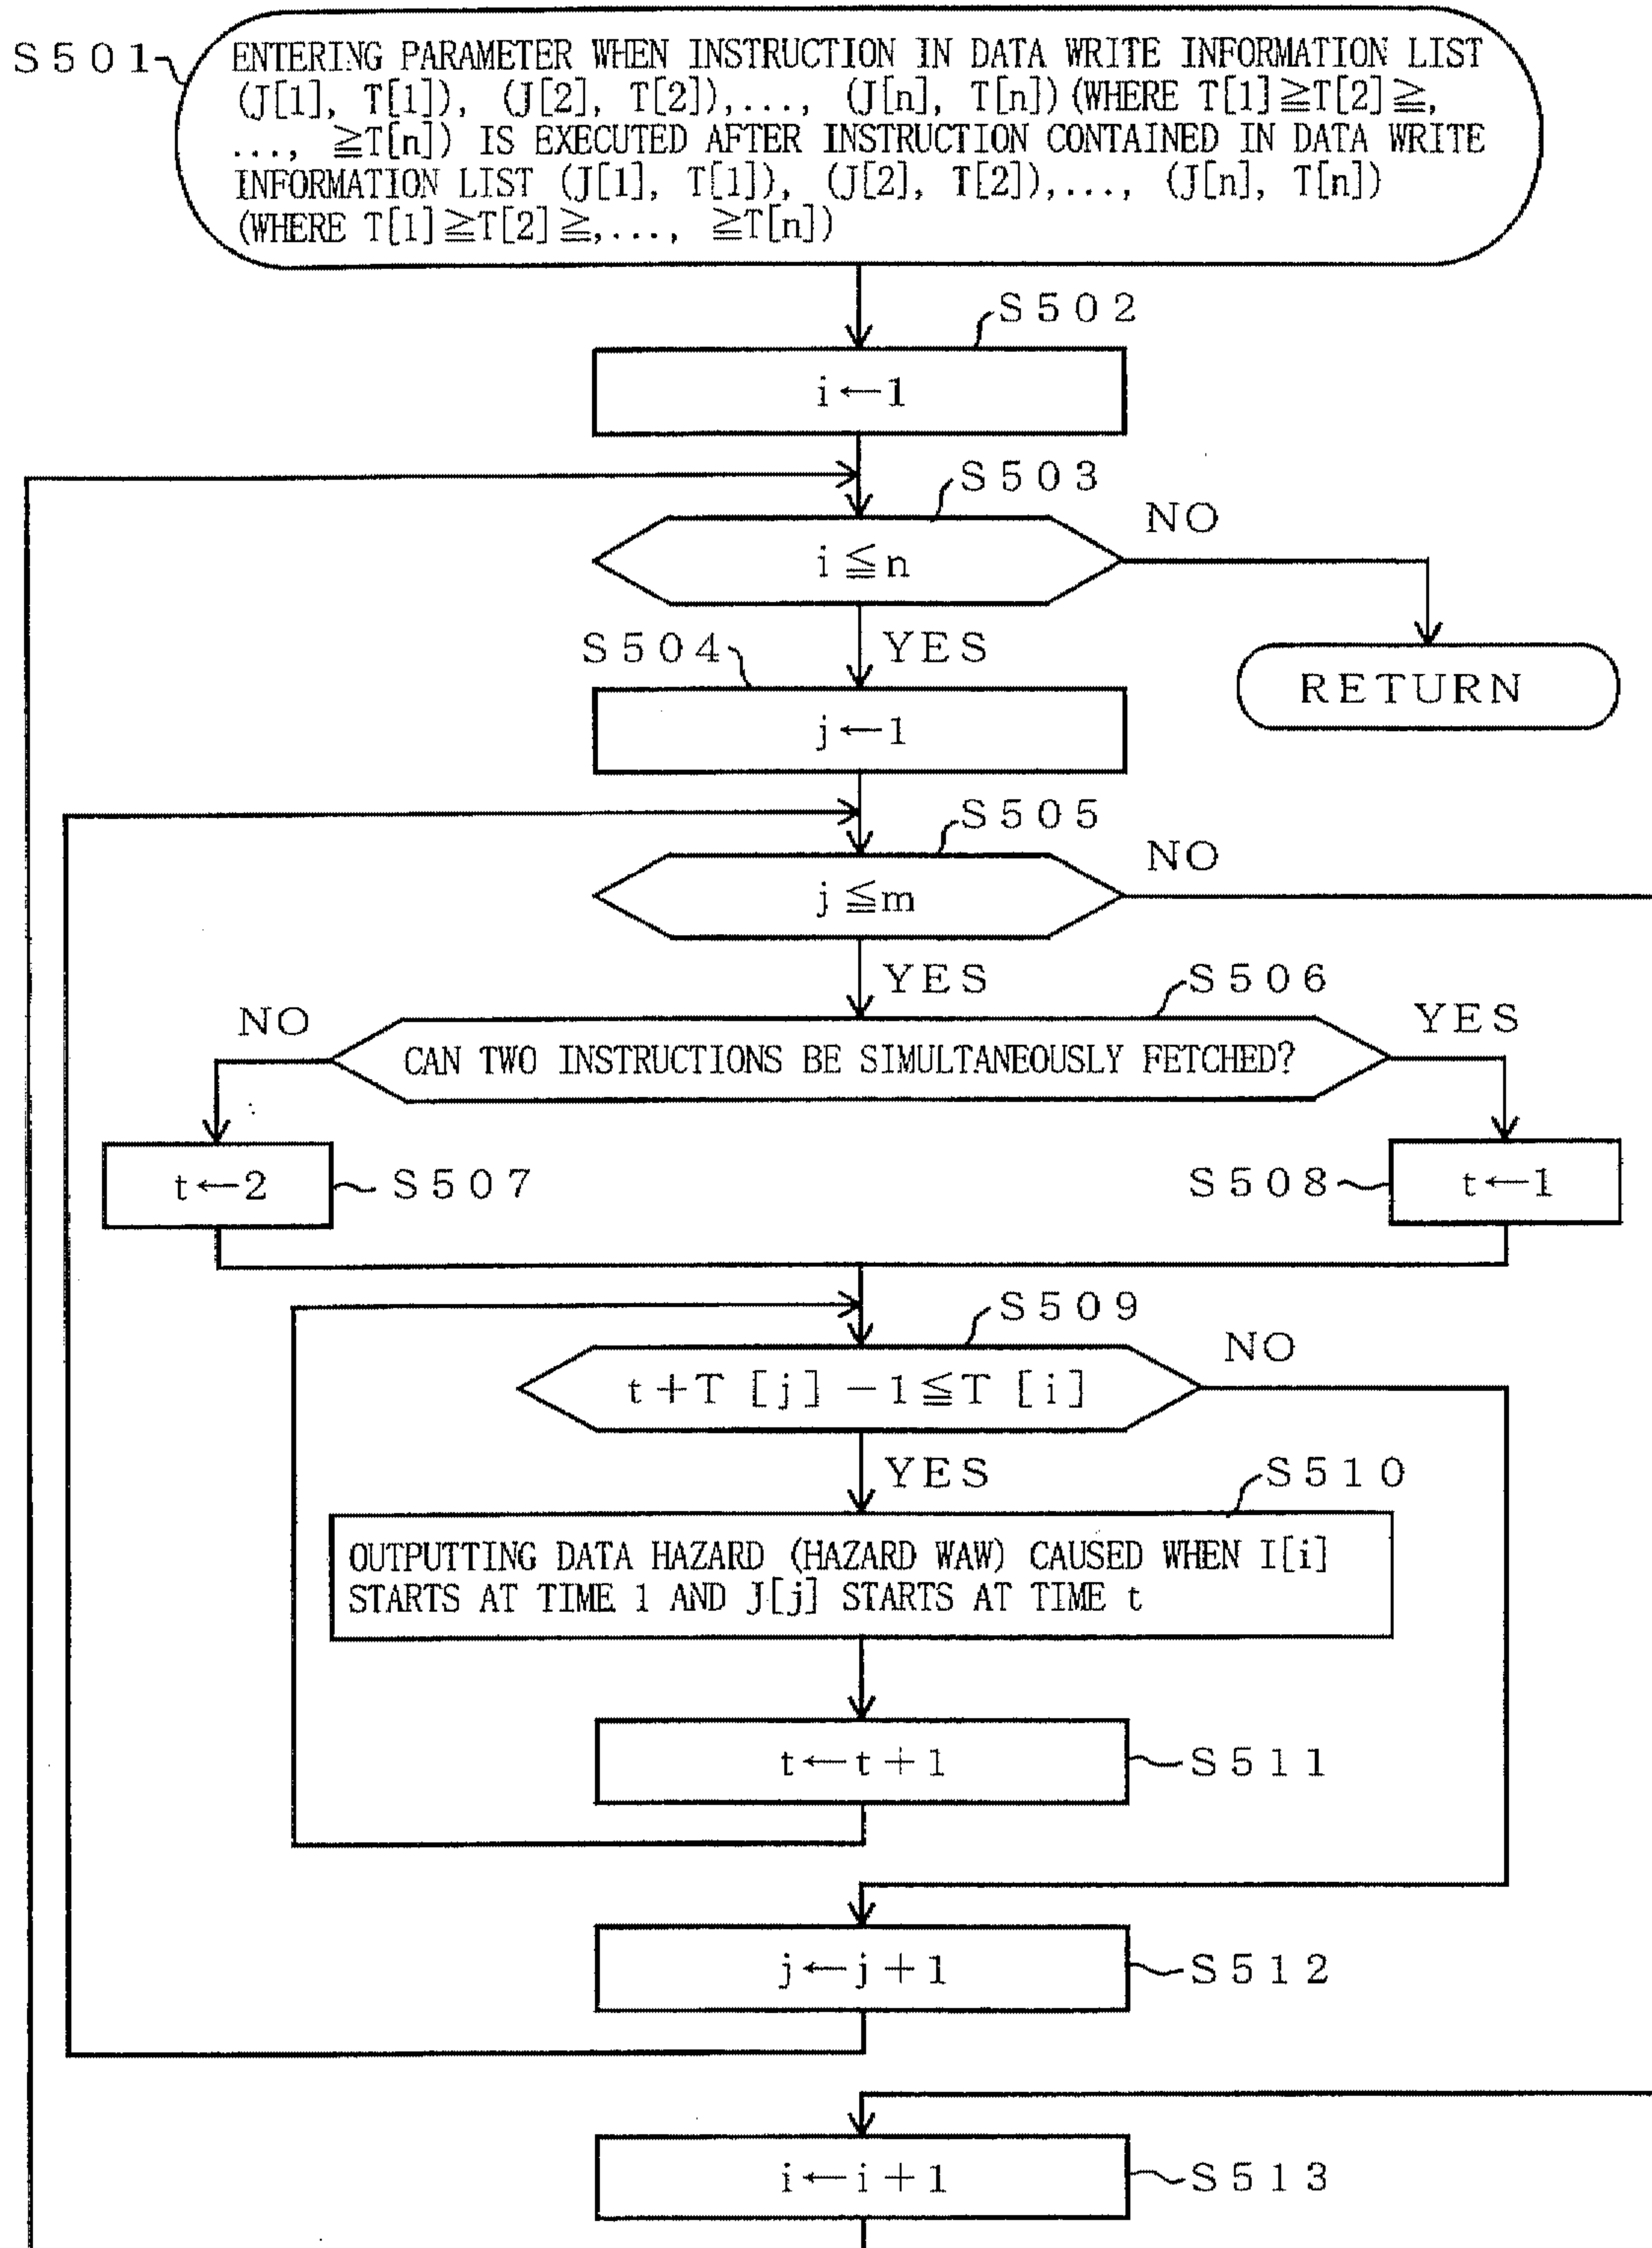 S501
ENTERING PARAMETER WHEN INSTRUCTION IN DATA WRITE INFORMATION LIST
(J[1], T[1]), (J[2], T[2]),..., (J[n], T[n]) (WHERE T[1]≧T[2]≧,
..., ≧T[n]) IS EXECUTED AFTER INSTRUCTION CONTAINED IN DATA WRITE
INFORMATION LIST (J[1], T[1]), (J[2], T[2]),..., (J[n], T[n])
(WHERE T[1]≧T[2]≧,..., ≧T[n])
S502
i←1
S503
i≦n
NO
YES
RETURN
S504
j←1
S505
j≦m
NO
YES
S506
CAN TWO INSTRUCTIONS BE SIMULTANEOUSLY FETCHED?
NO
YES
t←2
S507
S508
t←1
S509
t+T [j] -1≦T [i]
NO
YES
S510
OUTPUTTING DATA HAZARD (HAZARD WAW) CAUSED WHEN I[i]
STARTS AT TIME 1 AND J[j] STARTS AT TIME t
t←t+1
S511
j←j+1
S512
i←i+1
S513